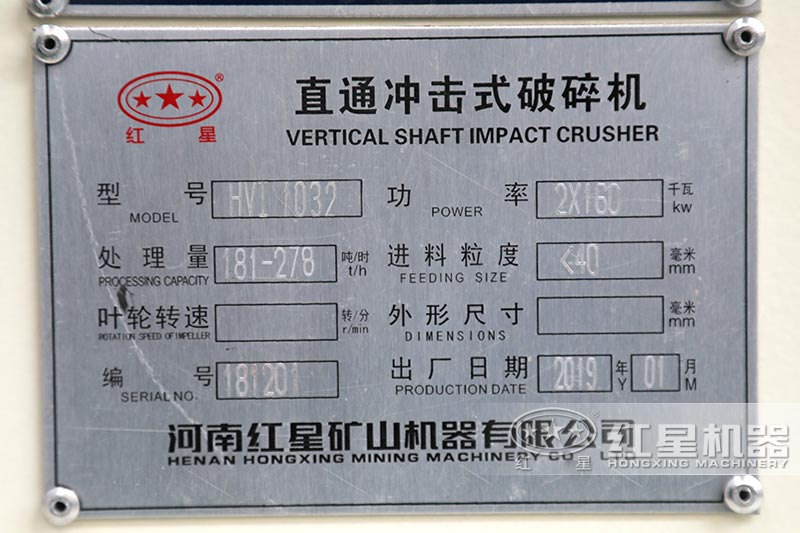 ®
红星
直通冲击式破碎机
VERTICAL SHAFT IMPACT CRUSHER
型号 HVI 1032 功率 2X160 千瓦
MODEL POWER kw
处理量 181-278 吨/时 进料粒度 <40 毫米
PROCESSING CAPACITY t/h FEEDING SIZE mm
叶轮转速 转/分 外形尺寸 毫米
ROTATION SPEED OF IMPELLER r/min DIMENSIONS mm
编号 181201 出厂日期 2019 年 01 月
SERIAL NO. PRODUCTION DATE Y M
河南红星矿山机器有限公司
HENAN HONGXING MINING MACHINERY CO., LTD.
红星 红星机器
HONGXING MACHINERY